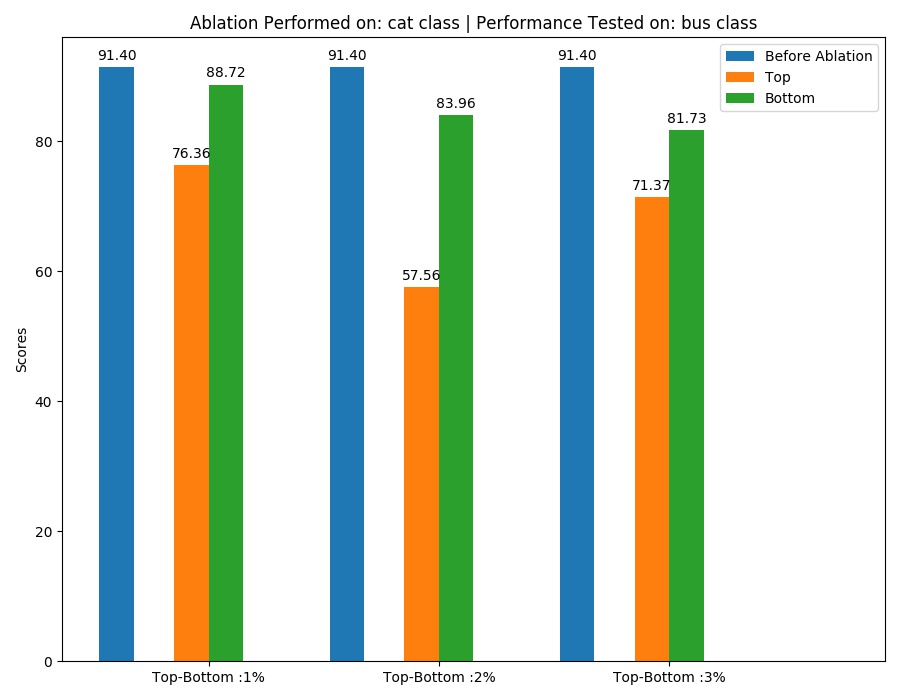 Ablation Performed on: cat class | Performance Tested on: bus class
Before Ablation
Top
Bottom
91.40
76.36
88.72
91.40
57.56
83.96
91.40
71.37
81.73
Scores
80
60
40
20
0
Top-Bottom :1%
Top-Bottom :2%
Top-Bottom :3%